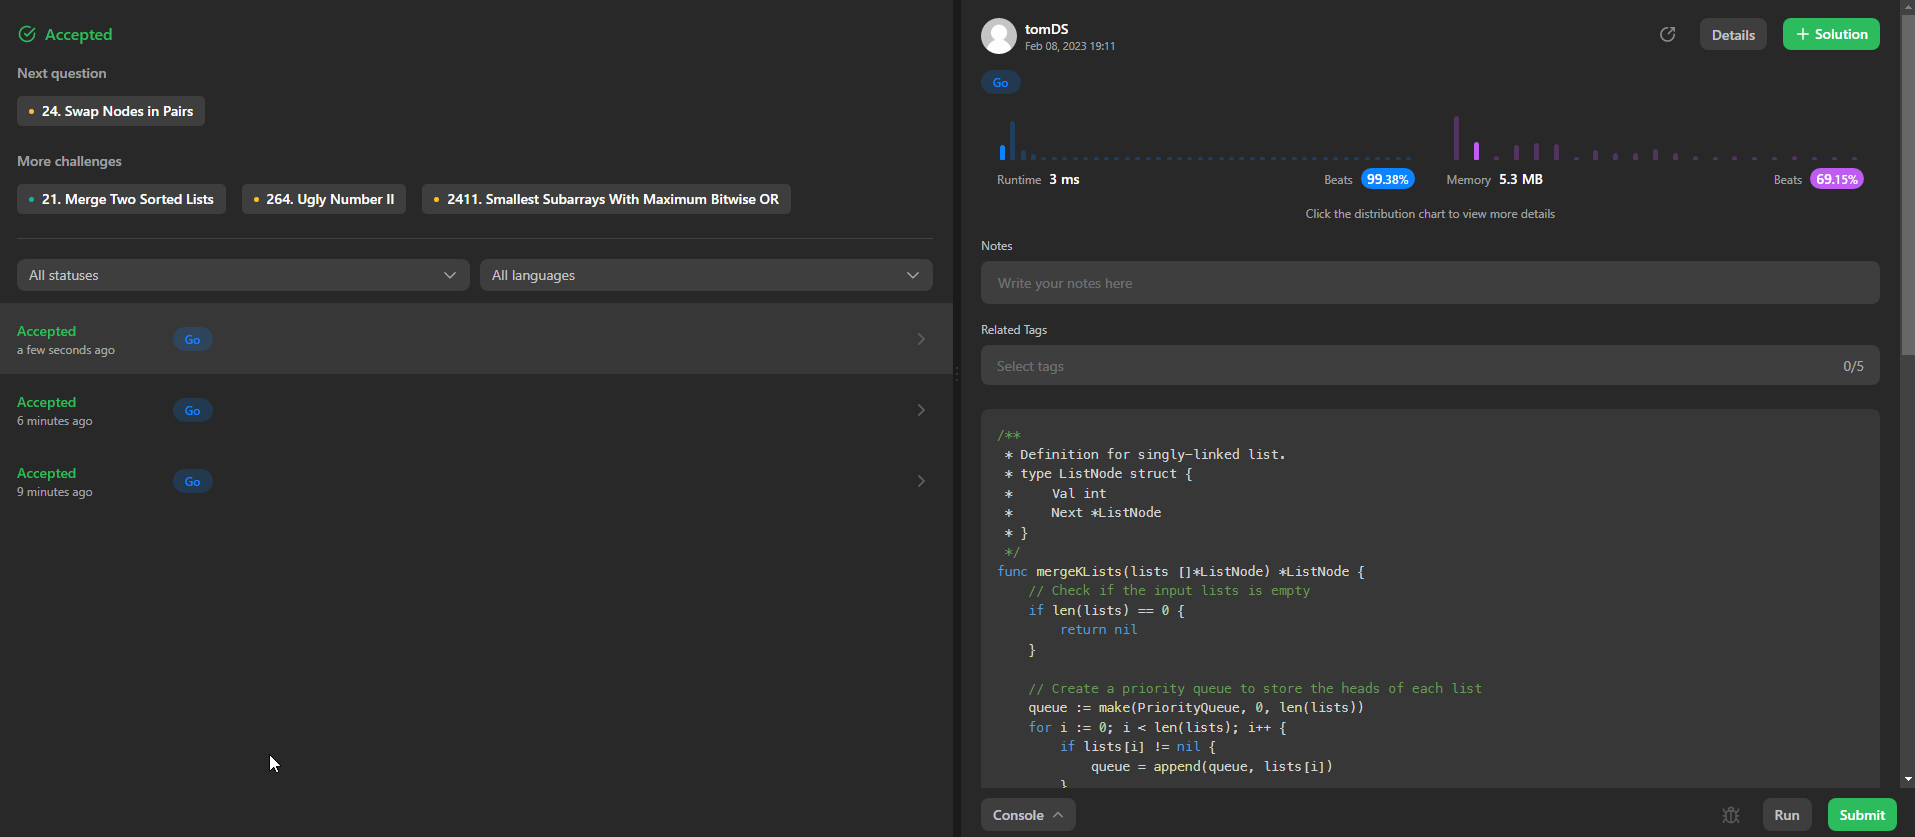 Accepted
Next question
24. Swap Nodes in Pairs
More challenges
21. Merge Two Sorted Lists
264. Ugly Number II
2411. Smallest Subarrays With Maximum Bitwise OR
All statuses
All languages
Accepted
a few seconds ago
Go
Accepted
6 minutes ago
Go
Accepted
9 minutes ago
Go
tomDS
Feb 08, 2023 19:11
Details
+ Solution
Go
Runtime 3 ms
Beats 99.38%
Memory 5.3 MB
Beats 69.15%
Click the distribution chart to view more details
Notes
Write your notes here
Related Tags
Select tags
0/5
/**
 * Definition for singly-linked list.
 * type ListNode struct {
 *     Val int
 *     Next *ListNode
 * }
 */
func mergeKLists(lists []*ListNode) *ListNode {
    // Check if the input lists is empty
    if len(lists) == 0 {
        return nil
    }
    // Create a priority queue to store the heads of each list
    queue := make(PriorityQueue, 0, len(lists))
    for i := 0; i < len(lists); i++ {
        if lists[i] != nil {
            queue = append(queue, lists[i])
        }
Console
Run
Submit